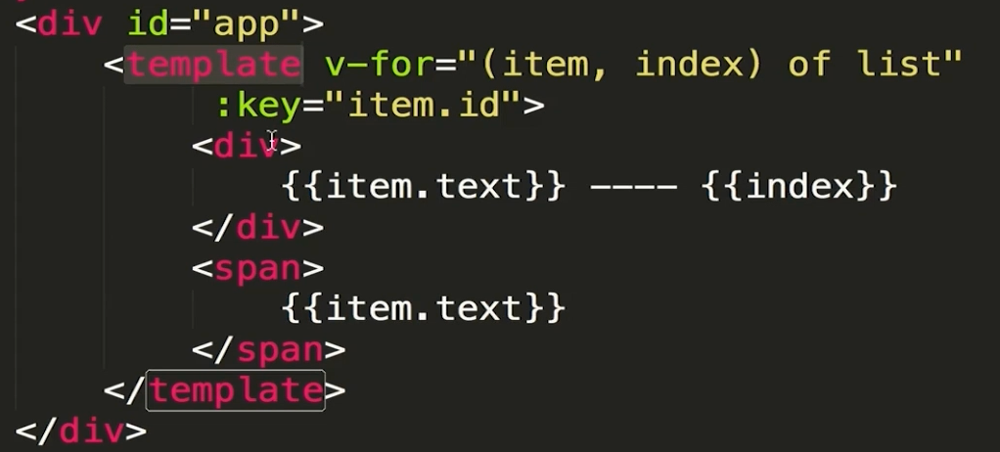 <div id="app">
<template v-for="(item, index) of list"
:key="item.id">
<div>
{{item.text}} ---- {{index}}
</div>
<span>
{{item.text}}
</span>
</template>
</div>